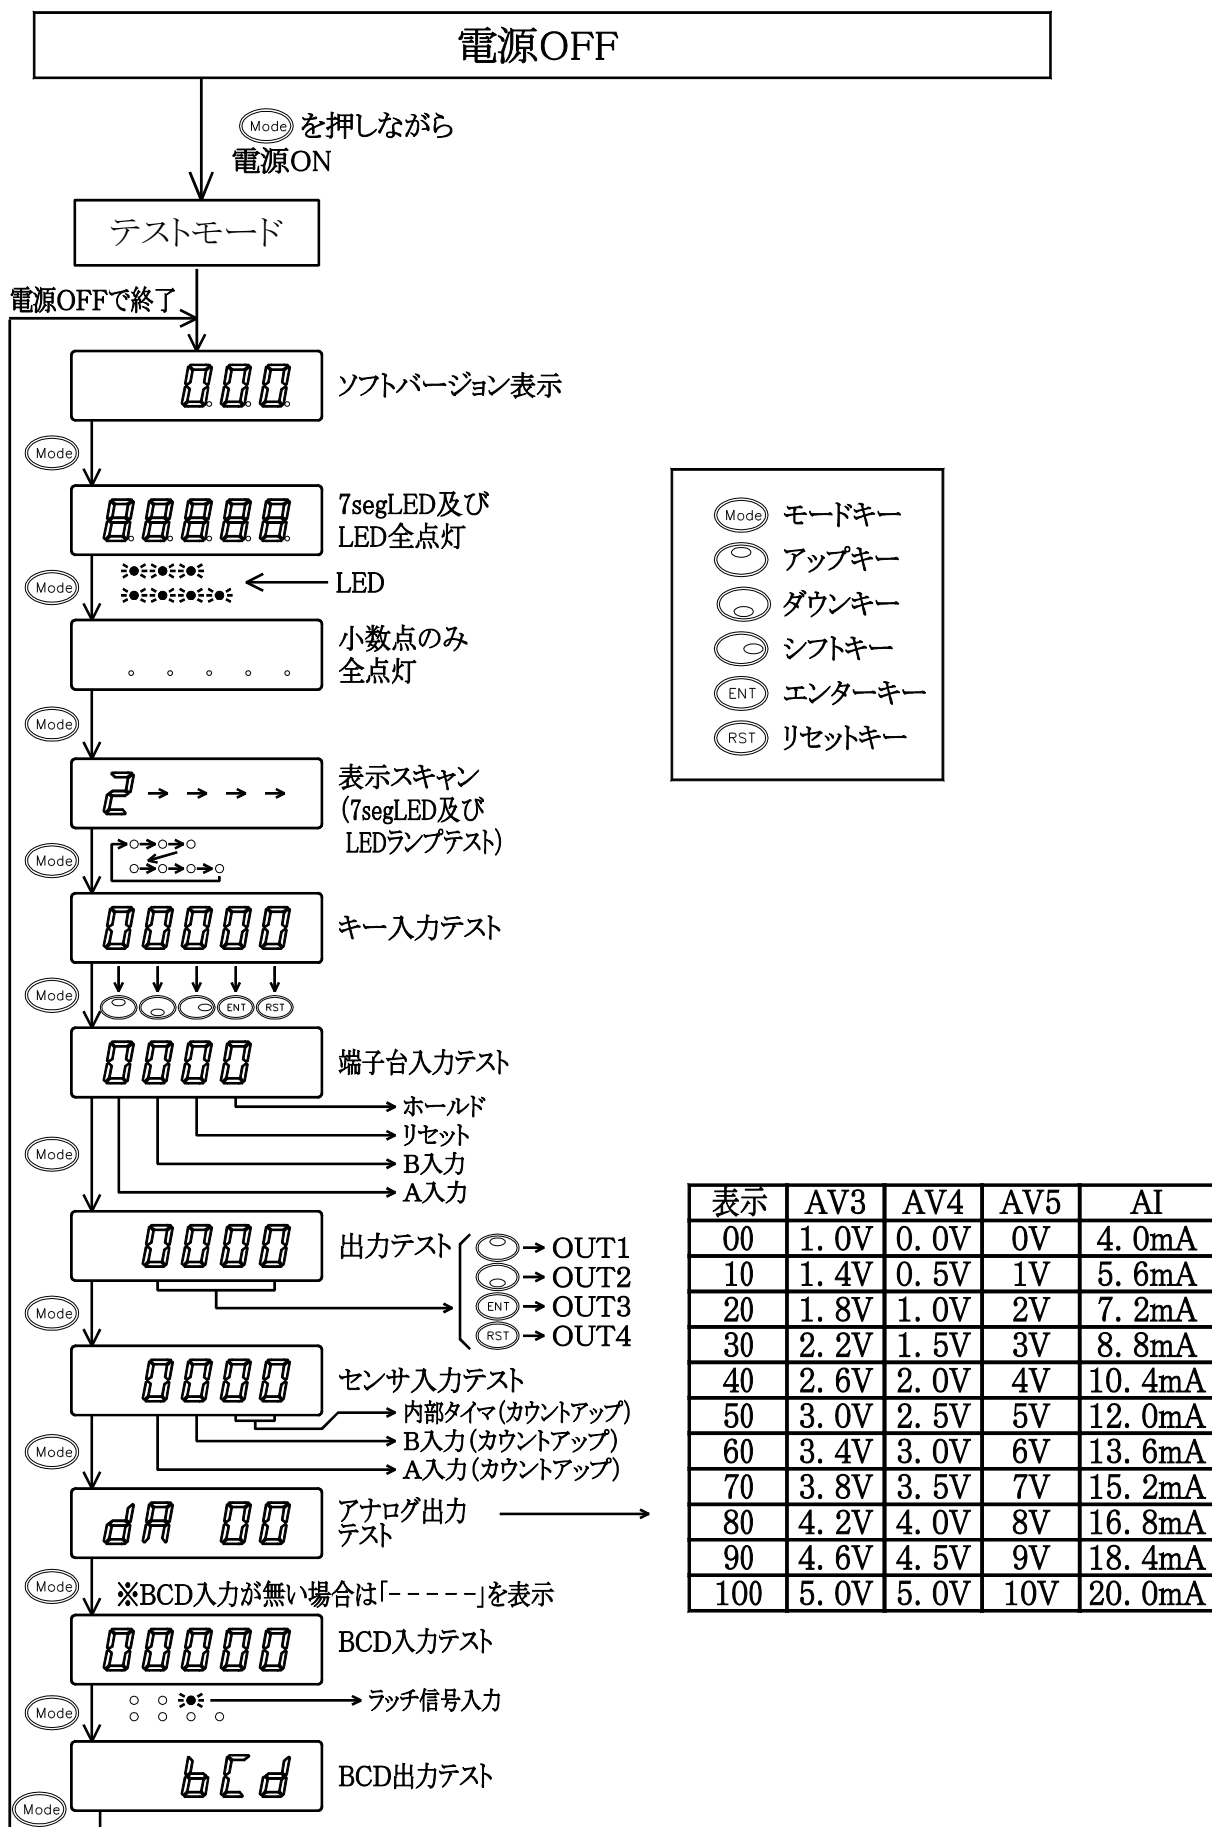 電源OFF
Mode を押しながら
電源ON
テストモード
電源OFFで終了
000
ソフトバージョン表示
Mode
88888
7segLED及び
LED全点灯
Mode
LED
小数点のみ
全点灯
Mode
2
表示スキャン
(7segLED及び
LEDランプテスト)
Mode
00000
キー入力テスト
Mode
ENT
RST
0000
端子台入力テスト
ホールド
リセット
Mode
B入力
A入力
0000
出力テスト
OUT1
OUT2
ENT OUT3
RST OUT4
Mode
0000
センサ入力テスト
内部タイマ(カウントアップ)
B入力(カウントアップ)
A入力(カウントアップ)
Mode
dA 00
アナログ出力
テスト
Mode
※BCD入力が無い場合は「-----」を表示
00000
BCD入力テスト
ラッチ信号入力
Mode
bCd
BCD出力テスト
Mode
Mode モードキー
アップキー
ダウンキー
シフトキー
ENT エンターキー
RST リセットキー
表示 AV3 AV4 AV5 AI
00 1.0V 0.0V 0V 4.0mA
10 1.4V 0.5V 1V 5.6mA
20 1.8V 1.0V 2V 7.2mA
30 2.2V 1.5V 3V 8.8mA
40 2.6V 2.0V 4V 10.4mA
50 3.0V 2.5V 5V 12.0mA
60 3.4V 3.0V 6V 13.6mA
70 3.8V 3.5V 7V 15.2mA
80 4.2V 4.0V 8V 16.8mA
90 4.6V 4.5V 9V 18.4mA
100 5.0V 5.0V 10V 20.0mA